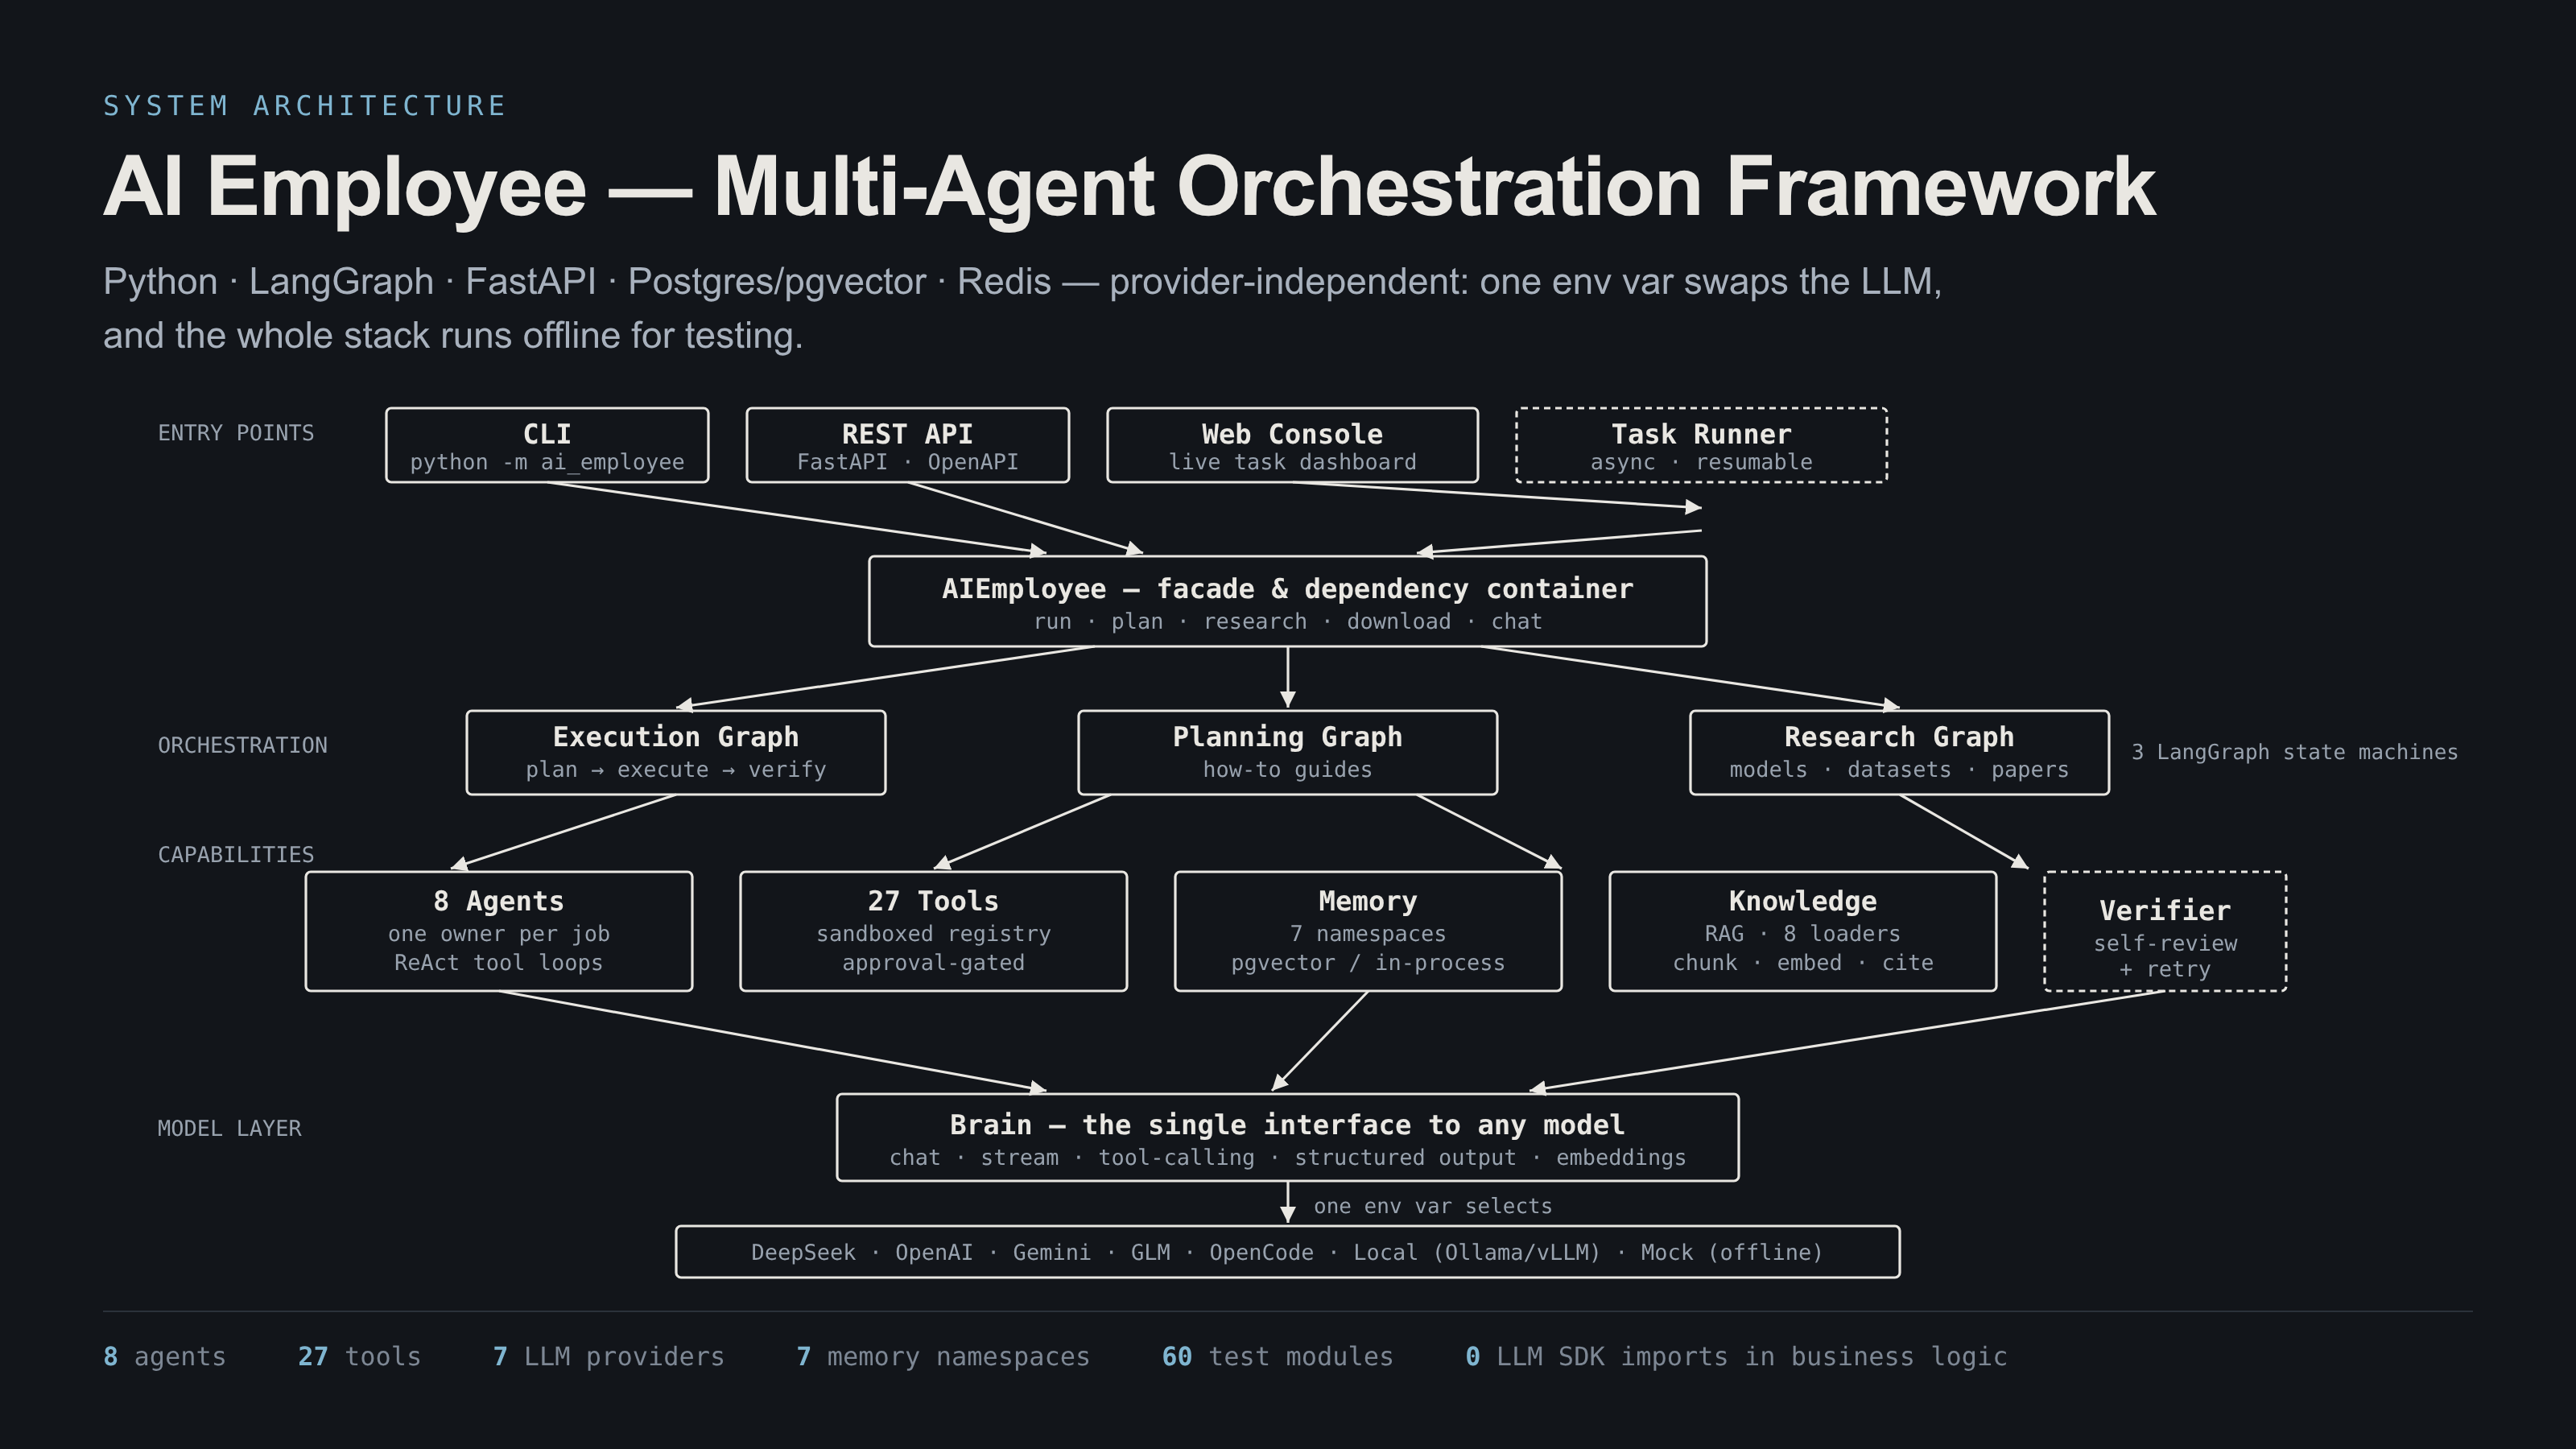 SYSTEM ARCHITECTURE
AI Employee — Multi-Agent Orchestration Framework
Python · LangGraph · FastAPI · Postgres/pgvector · Redis — provider-independent: one env var swaps the LLM,
and the whole stack runs offline for testing.
ENTRY POINTS
CLI
python -m ai_employee
REST API
FastAPI · OpenAPI
Web Console
live task dashboard
Task Runner
async · resumable
AIEmployee — facade & dependency container
run · plan · research · download · chat
ORCHESTRATION
Execution Graph
plan → execute → verify
Planning Graph
how-to guides
Research Graph
models · datasets · papers
3 LangGraph state machines
CAPABILITIES
8 Agents
one owner per job
ReAct tool loops
27 Tools
sandboxed registry
approval-gated
Memory
7 namespaces
pgvector / in-process
Knowledge
RAG · 8 loaders
chunk · embed · cite
Verifier
self-review
+ retry
MODEL LAYER
Brain — the single interface to any model
chat · stream · tool-calling · structured output · embeddings
one env var selects
DeepSeek · OpenAI · Gemini · GLM · OpenCode · Local (Ollama/vLLM) · Mock (offline)
8 agents 27 tools 7 LLM providers 7 memory namespaces 60 test modules 0 LLM SDK imports in business logic